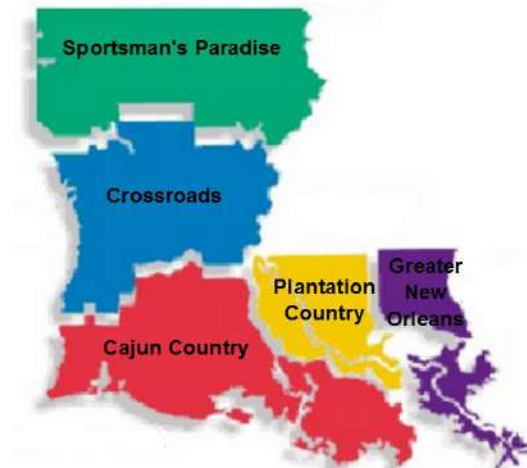 Sportsman's Paradise
Crossroads
Plantation
Country
Greater
New
Orleans
Cajun Country